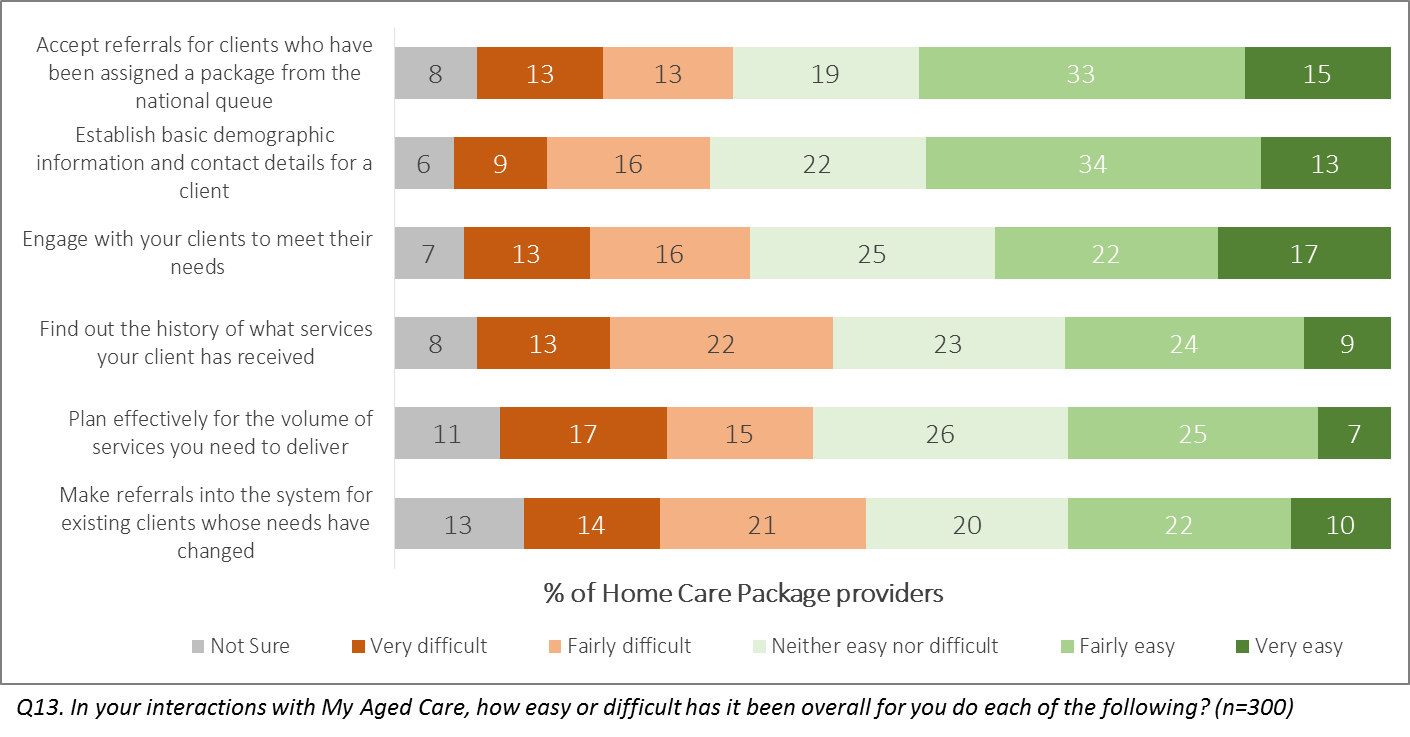 Accept referrals for clients who have
been assigned a package from the
national queue
8 13 13 19 33 15
Establish basic demographic
information and contact details for a
client
6 9 16 22 34 13
Engage with your clients to meet their
needs
7 13 16 25 22 17
Find out the history of what services
your client has received
8 13 22 23 24 9
Plan effectively for the volume of
services you need to deliver
11 17 15 26 25 7
Make referrals into the system for
existing clients whose needs have
changed
13 14 21 20 22 10
% of Home Care Package providers
Not Sure Very difficult Fairly difficult Neither easy nor difficult Fairly easy Very easy
Q13. In your interactions with My Aged Care, how easy or difficult has it been overall for you do each of the following? (n=300)